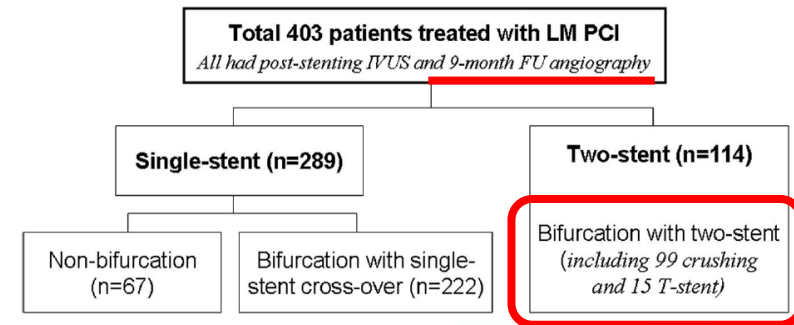 Total 403 patients treated with LM PCI
All had post-stenting IVUS and 9-month FU angiography
Single-stent (n=289)
Two-stent (n=114)
Non-bifurcation
(n=67)
Bifurcation with single-
stent cross-over (n=222)
Bifurcation with two-stent
(including 99 crushing
and 15 T-stent)